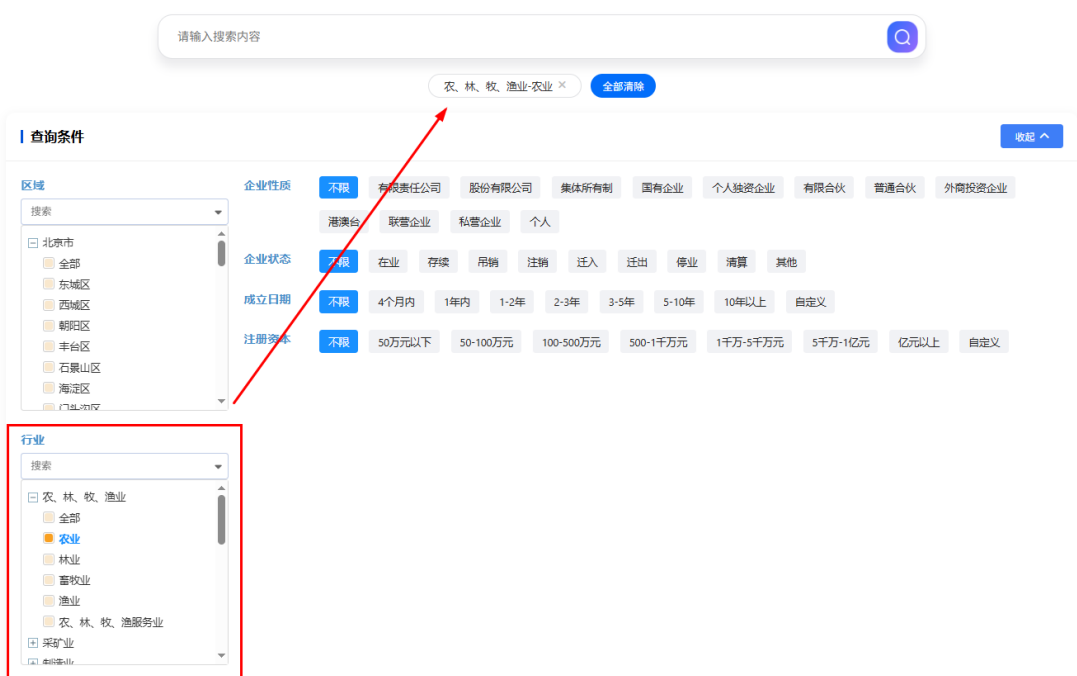 请输入搜索内容
农、林、牧、渔业-农业 ×
全部清除
查询条件
收起
区域
搜索
北京市
全部
东城区
西城区
朝阳区
丰台区
石景山区
海淀区
门头沟区
行业
搜索
农、林、牧、渔业
全部
农业
林业
畜牧业
渔业
农、林、牧、渔服务业
采矿业
制造业
企业性质 不限 有限责任公司 股份有限公司 集体所有制 国有企业 个人独资企业 有限合伙 普通合伙 外商投资企业
港澳台 联营企业 私营企业 个人
企业状态 不限 在业 存续 吊销 注销 迁入 迁出 停业 清算 其他
成立日期 不限 4个月内 1年内 1-2年 2-3年 3-5年 5-10年 10年以上 自定义
注册资本 不限 50万元以下 50-100万元 100-500万元 500-1千万元 1千万-5千万元 5千万-1亿元 亿元以上 自定义